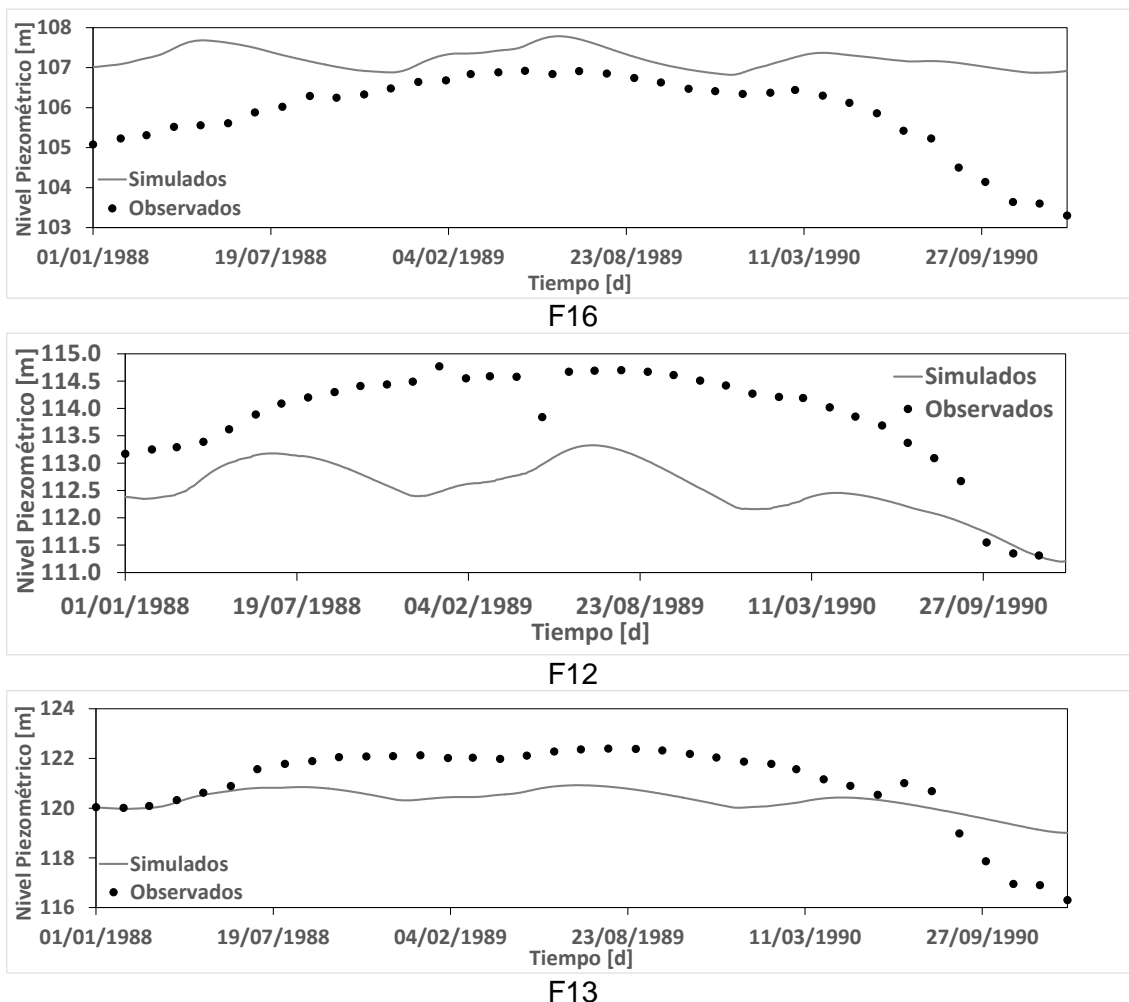 Nivel Piezométrico [m]
108
107
106
105
104
103
Simulados
Observados
01/01/1988 19/07/1988 04/02/1989 23/08/1989 11/03/1990 27/09/1990
Tiempo [d]
F16
Nivel Piezométrico [m]
115.0
114.5
114.0
113.5
113.0
112.5
112.0
111.5
111.0
Simulados
Observados
01/01/1988 19/07/1988 04/02/1989 23/08/1989 11/03/1990 27/09/1990
Tiempo [d]
F12
Nivel Piezométrico [m]
124
122
120
118
116
Simulados
Observados
01/01/1988 19/07/1988 04/02/1989 23/08/1989 11/03/1990 27/09/1990
Tiempo [d]
F13